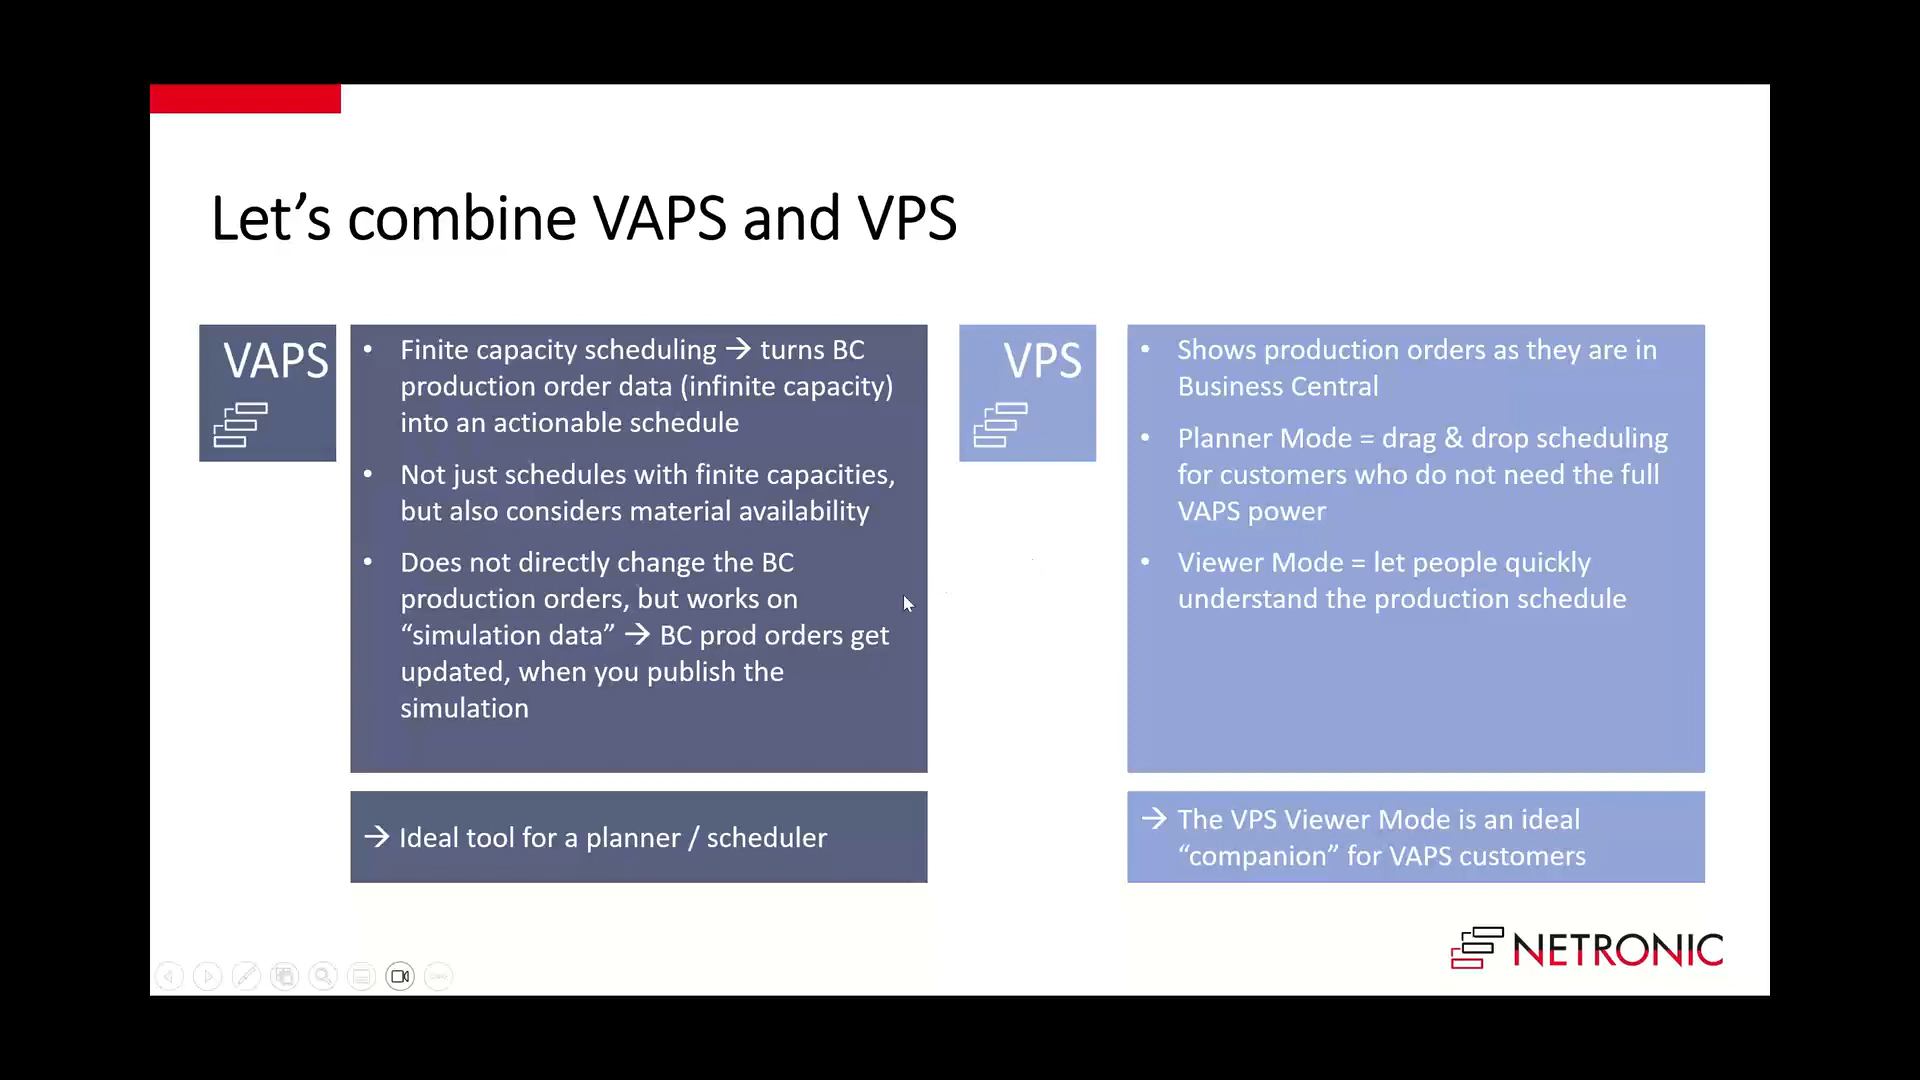 Let’s combine VAPS and VPS
VAPS
• Finite capacity scheduling → turns BC
production order data (infinite capacity)
into an actionable schedule
• Not just schedules with finite capacities,
but also considers material availability
• Does not directly change the BC
production orders, but works on
“simulation data” → BC prod orders get
updated, when you publish the
simulation
→ Ideal tool for a planner / scheduler
VPS
• Shows production orders as they are in
Business Central
• Planner Mode = drag & drop scheduling
for customers who do not need the full
VAPS power
• Viewer Mode = let people quickly
understand the production schedule
→ The VPS Viewer Mode is an ideal
“companion” for VAPS customers
NETRONIC